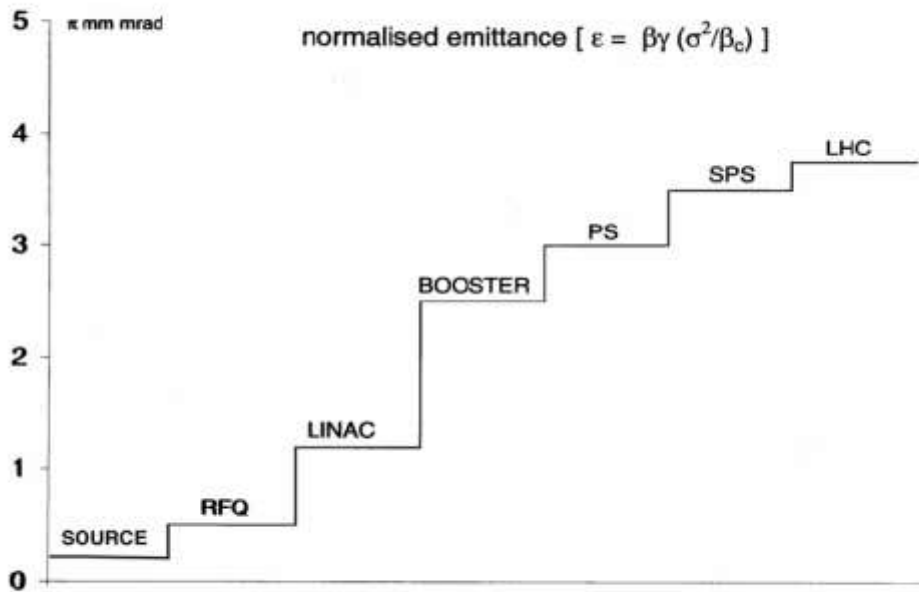 5
π mm mrad
normalised emittance [ ε = βγ (σ²/βc) ]
4
LHC
SPS
3
PS
BOOSTER
2
LINAC
1
RFQ
SOURCE
0